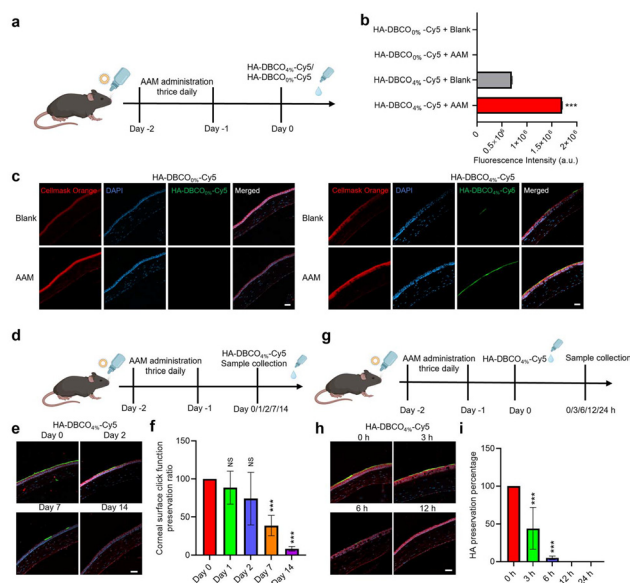 a
AAM administration
thrice daily
HA-DBCO4%-Cy5/
HA-DBCO0%-Cy5
Day -2
Day -1
Day 0
b
HA-DBCO0%-Cy5 + Blank
HA-DBCO0%-Cy5 + AAM
HA-DBCO4%-Cy5 + Blank
HA-DBCO4%-Cy5 + AAM
***
0
0.5×10⁶
1×10⁶
1.5×10⁶
2×10⁶
Fluorescence Intensity (a.u.)
c
HA-DBCO0%-Cy5
Cellmask Orange
DAPI
HA-DBCO0%-Cy5
Merged
Blank
AAM
HA-DBCO4%-Cy5
Cellmask Orange
DAPI
HA-DBCO4%-Cy5
Merged
Blank
AAM
d
AAM administration
thrice daily
HA-DBCO4%-Cy5
Sample collection
Day -2
Day -1
Day 0/1/2/7/14
e
HA-DBCO4%-Cy5
Day 0
Day 2
Day 7
Day 14
f
Corneal surface click function
preservation ratio
150
100
50
0
NS
NS
***
***
Day 0
Day 1
Day 2
Day 7
Day 14
g
AAM administration
thrice daily
HA-DBCO4%-Cy5
Sample collection
Day -2
Day -1
Day 0
0/3/6/12/24 h
h
HA-DBCO4%-Cy5
0 h
3 h
6 h
12 h
i
HA preservation percentage
150
100
50
0
***
***
0 h
3 h
6 h
12 h
24 h